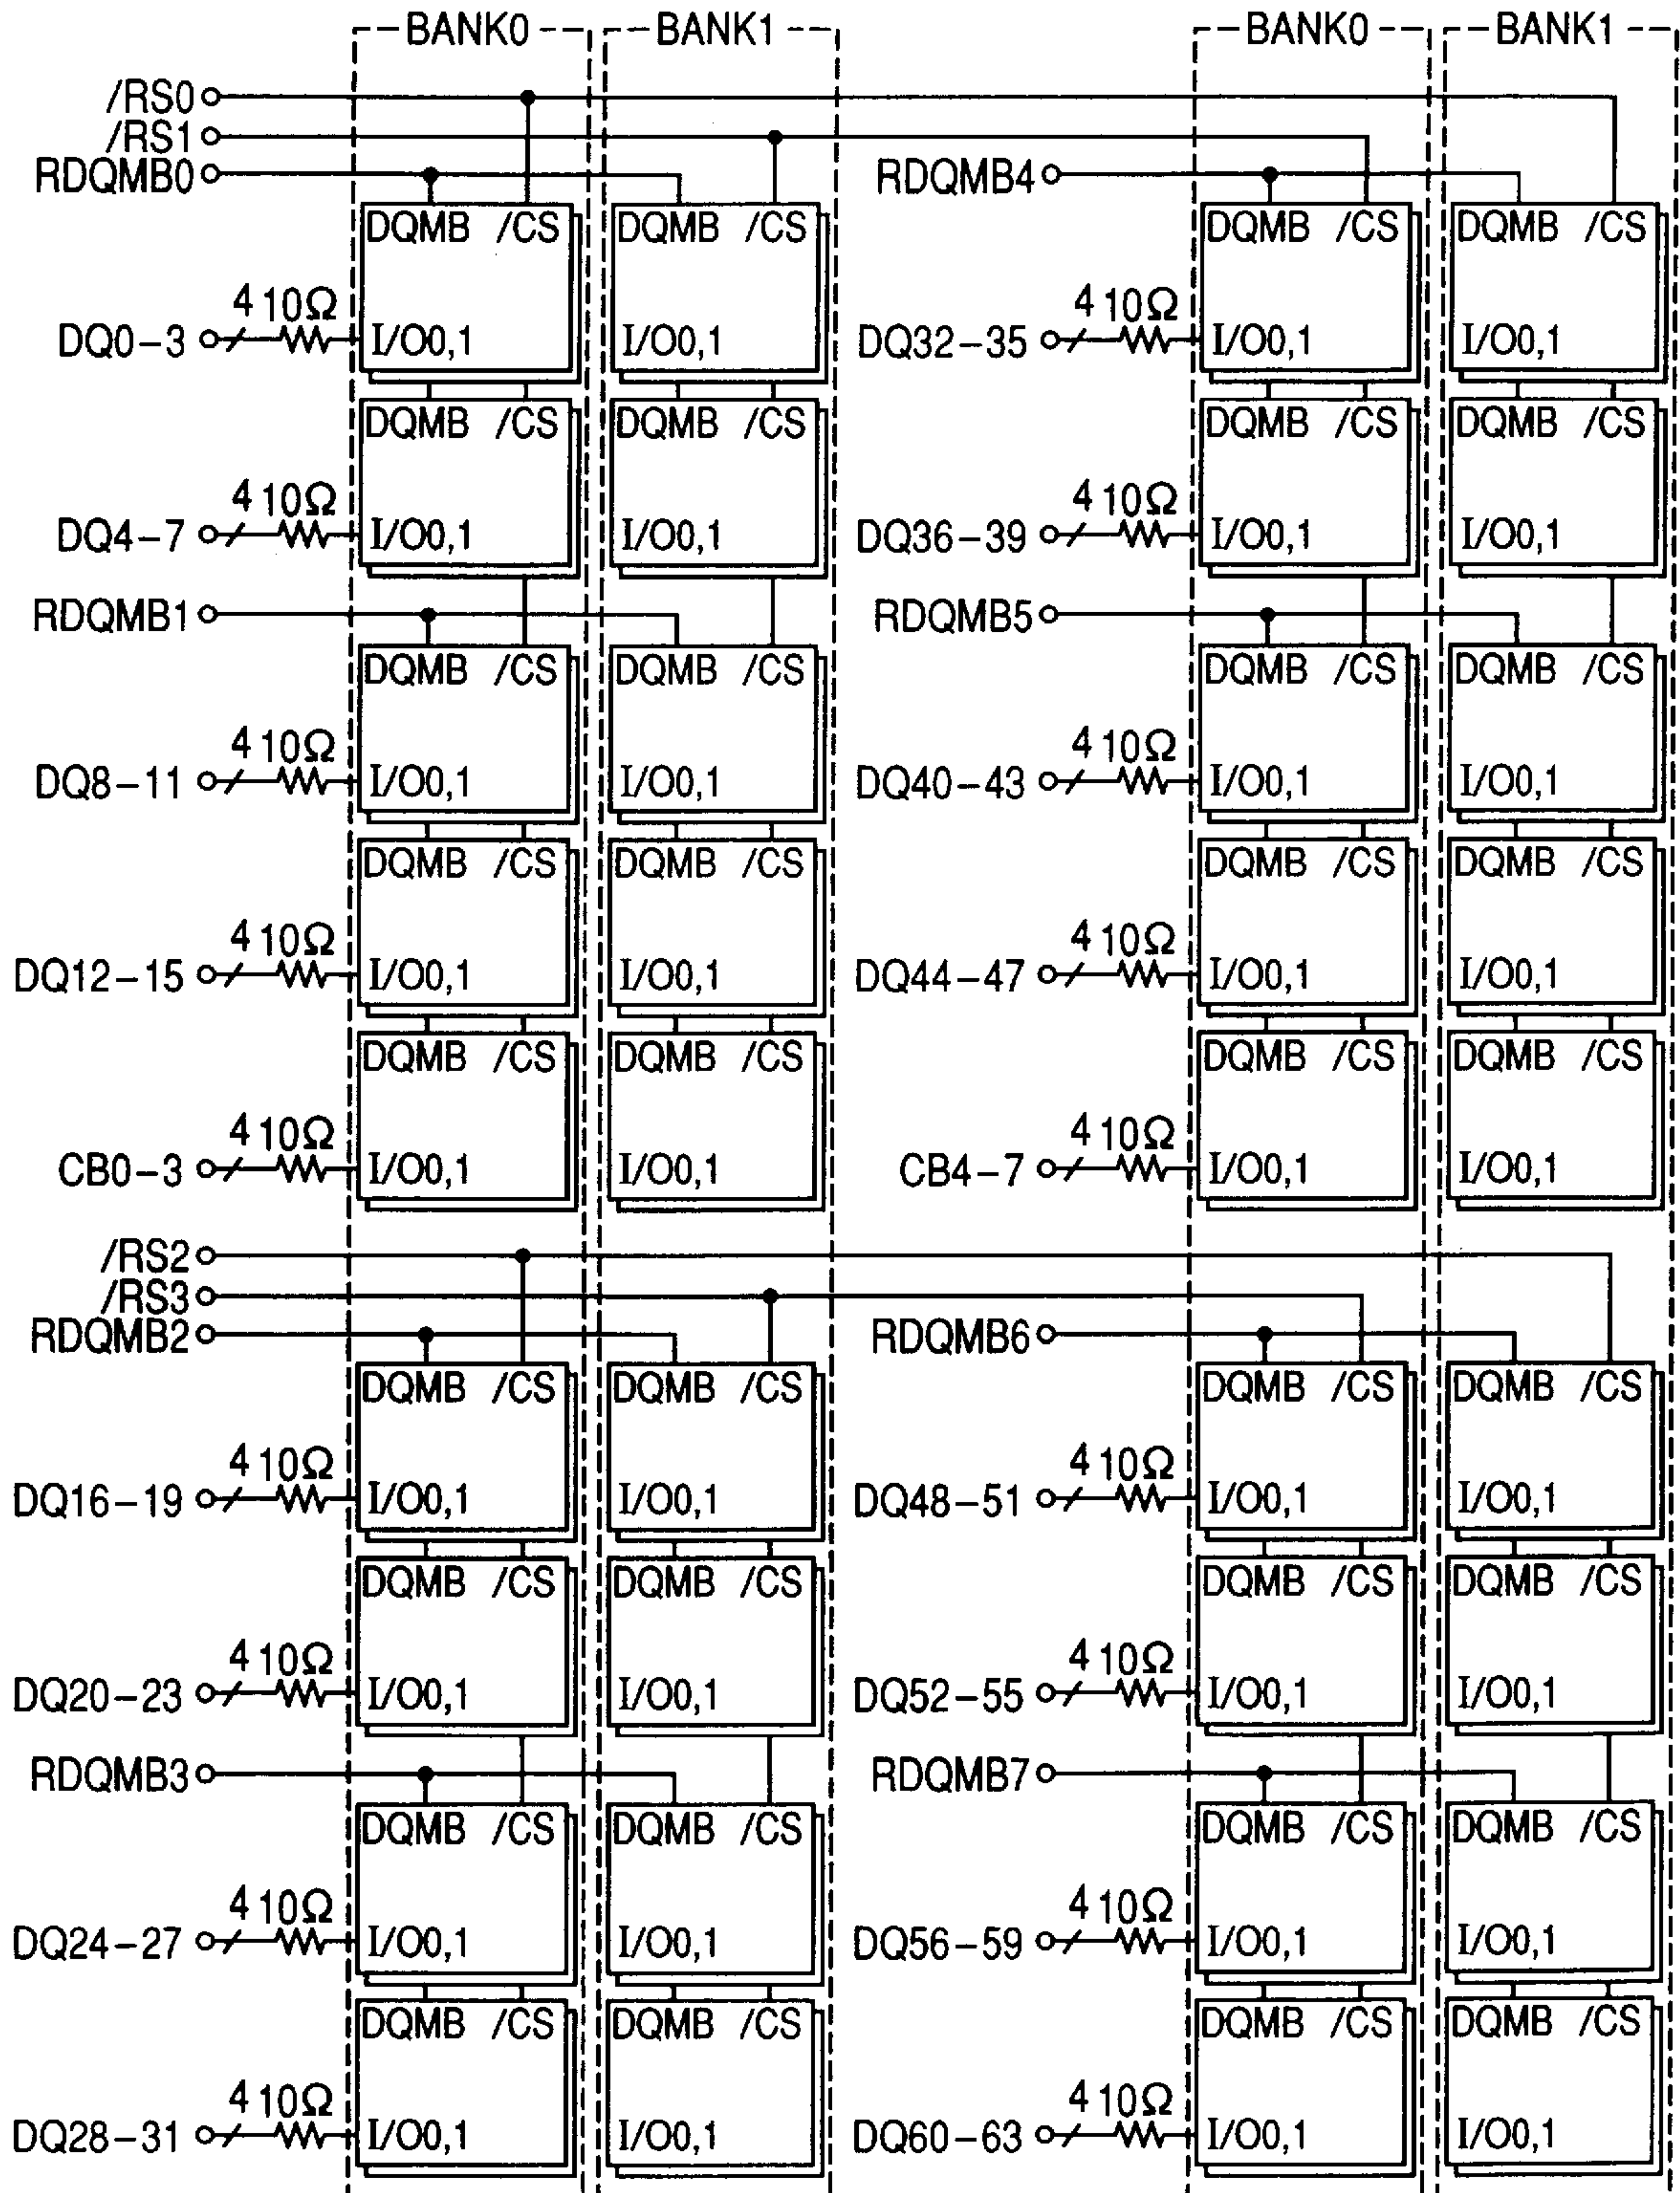 BANK0 BANK1 BANK0 BANK1
/RS0
/RS1
RDQMB0 RDQMB4
DQMB /CS DQMB /CS DQMB /CS DQMB /CS
4 10Ω 4 10Ω
DQ0-3 I/O0,1 I/O0,1 DQ32-35 I/O0,1 I/O0,1
DQMB /CS DQMB /CS DQMB /CS DQMB /CS
4 10Ω 4 10Ω
DQ4-7 I/O0,1 I/O0,1 DQ36-39 I/O0,1 I/O0,1
RDQMB1 RDQMB5
DQMB /CS DQMB /CS DQMB /CS DQMB /CS
4 10Ω 4 10Ω
DQ8-11 I/O0,1 I/O0,1 DQ40-43 I/O0,1 I/O0,1
DQMB /CS DQMB /CS DQMB /CS DQMB /CS
4 10Ω 4 10Ω
DQ12-15 I/O0,1 I/O0,1 DQ44-47 I/O0,1 I/O0,1
DQMB /CS DQMB /CS DQMB /CS DQMB /CS
4 10Ω 4 10Ω
CB0-3 I/O0,1 I/O0,1 CB4-7 I/O0,1 I/O0,1
/RS2
/RS3
RDQMB2 RDQMB6
DQMB /CS DQMB /CS DQMB /CS DQMB /CS
4 10Ω 4 10Ω
DQ16-19 I/O0,1 I/O0,1 DQ48-51 I/O0,1 I/O0,1
DQMB /CS DQMB /CS DQMB /CS DQMB /CS
4 10Ω 4 10Ω
DQ20-23 I/O0,1 I/O0,1 DQ52-55 I/O0,1 I/O0,1
RDQMB3 RDQMB7
DQMB /CS DQMB /CS DQMB /CS DQMB /CS
4 10Ω 4 10Ω
DQ24-27 I/O0,1 I/O0,1 DQ56-59 I/O0,1 I/O0,1
DQMB /CS DQMB /CS DQMB /CS DQMB /CS
4 10Ω 4 10Ω
DQ28-31 I/O0,1 I/O0,1 DQ60-63 I/O0,1 I/O0,1